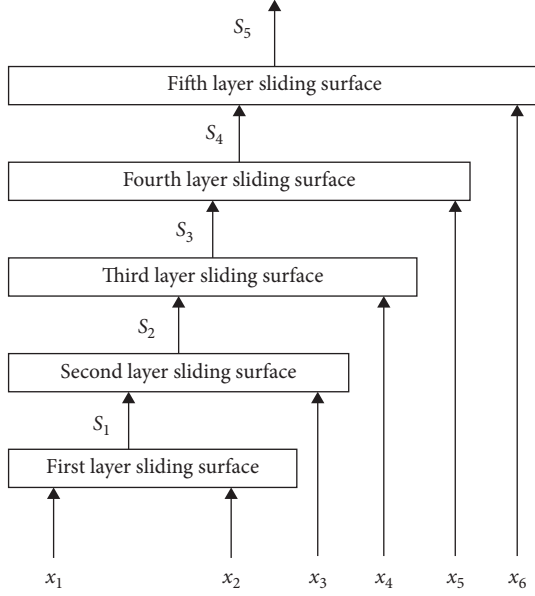 S5
Fifth layer sliding surface
S4
Fourth layer sliding surface
S3
Third layer sliding surface
S2
Second layer sliding surface
S1
First layer sliding surface
x1 x2 x3 x4 x5 x6